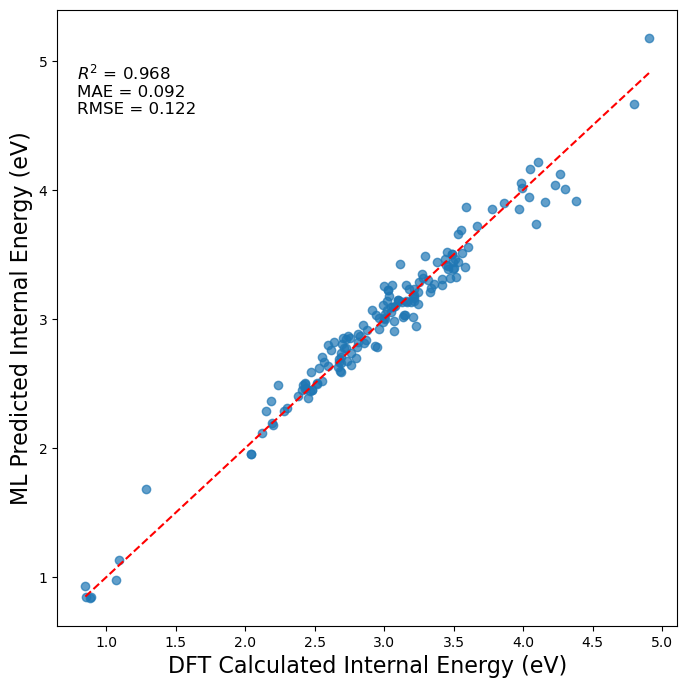 R² = 0.968
MAE = 0.092
RMSE = 0.122
ML Predicted Internal Energy (eV)
5
4
3
2
1
1.0 1.5 2.0 2.5 3.0 3.5 4.0 4.5 5.0
DFT Calculated Internal Energy (eV)